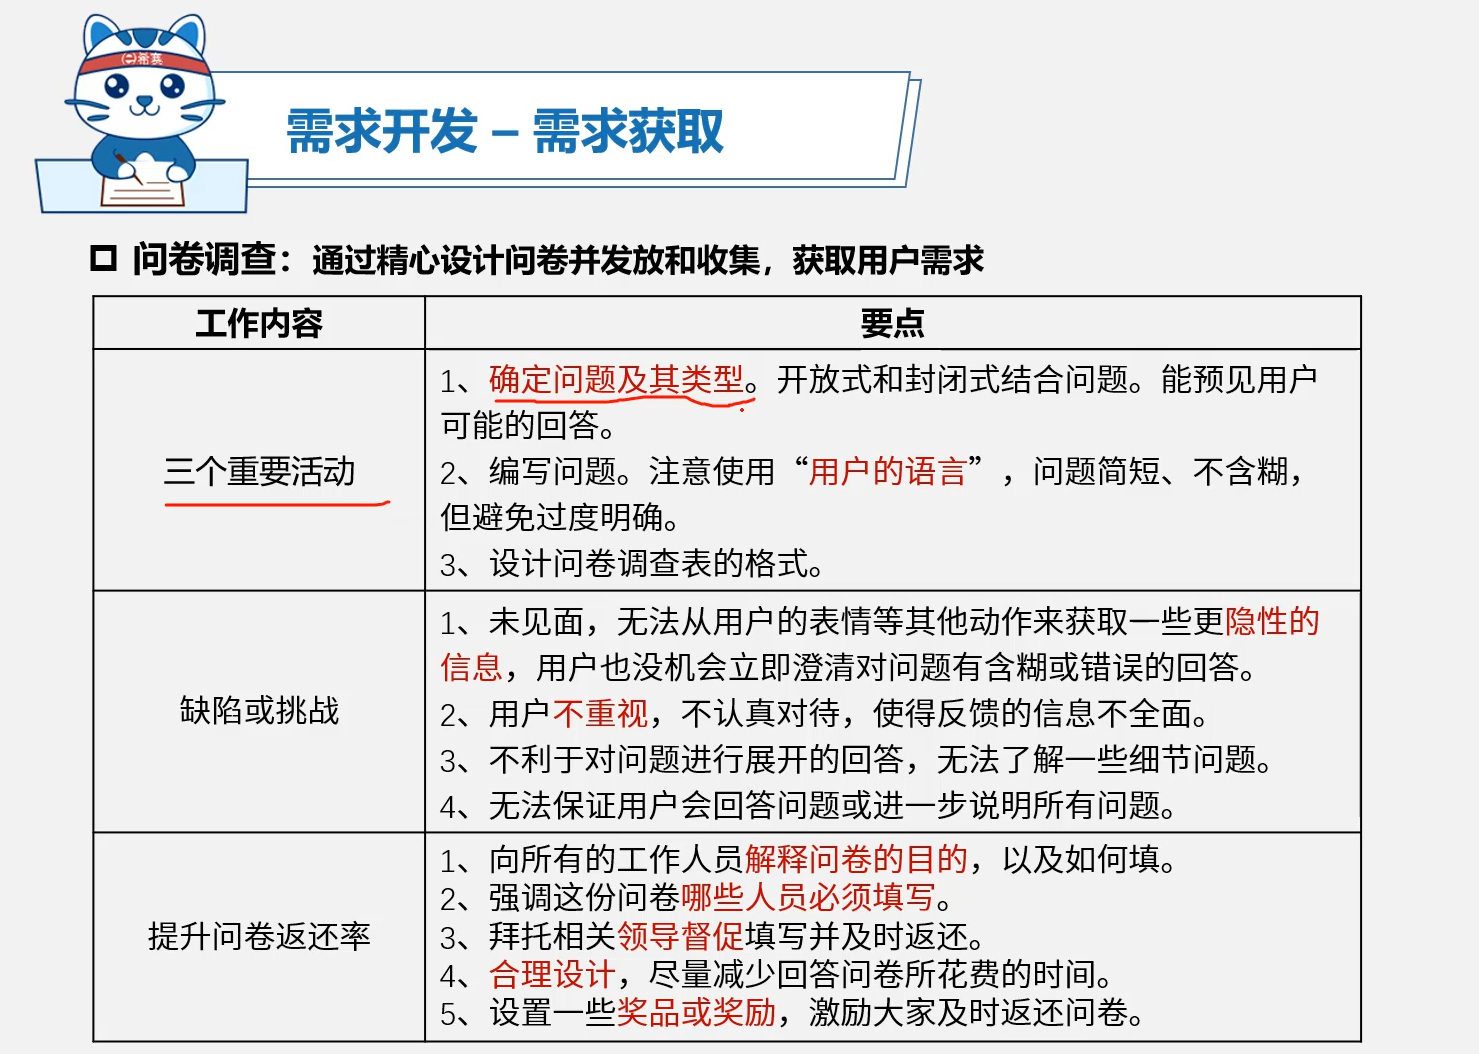 希赛
需求开发 – 需求获取
问卷调查：通过精心设计问卷并发放和收集，获取用户需求
工作内容
要点
三个重要活动
1、确定问题及其类型。开放式和封闭式结合问题。能预见用户
可能的回答。
2、编写问题。注意使用“用户的语言”，问题简短、不含糊，
但避免过度明确。
3、设计问卷调查表的格式。
缺陷或挑战
1、未见面，无法从用户的表情等其他动作来获取一些更隐性的
信息，用户也没机会立即澄清对问题有含糊或错误的回答。
2、用户不重视，不认真对待，使得反馈的信息不全面。
3、不利于对问题进行展开的回答，无法了解一些细节问题。
4、无法保证用户会回答问题或进一步说明所有问题。
提升问卷返还率
1、向所有的工作人员解释问卷的目的，以及如何填。
2、强调这份问卷哪些人员必须填写。
3、拜托相关领导督促填写并及时返还。
4、合理设计，尽量减少回答问卷所花费的时间。
5、设置一些奖品或奖励，激励大家及时返还问卷。